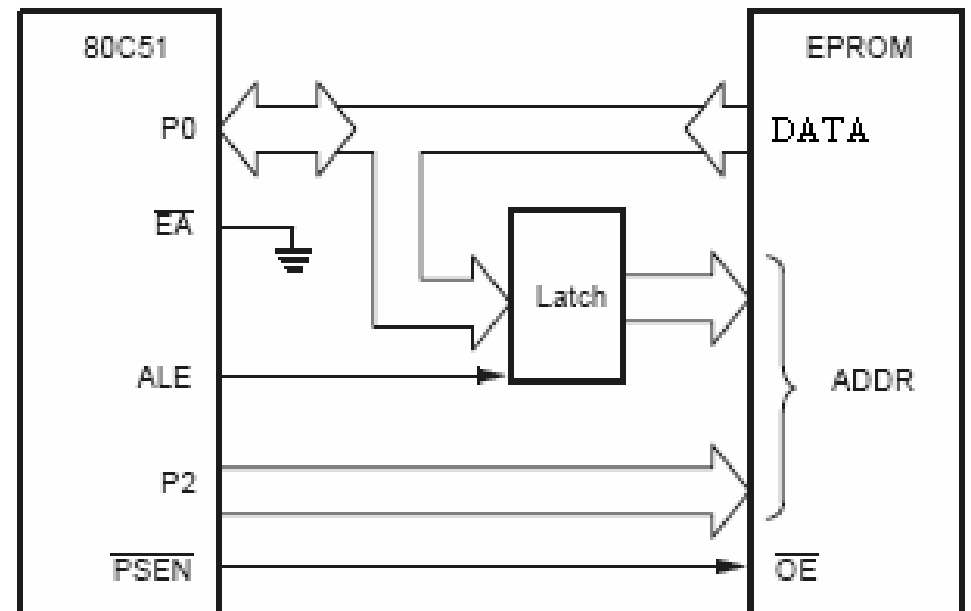 80C51
EPROM
P0
DATA
EA
Latch
ALE
ADDR
P2
PSEN
OE